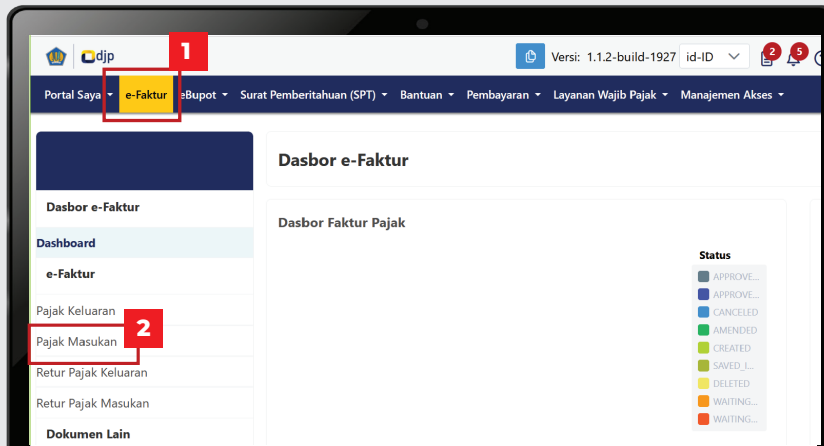 1
djp
Versi: 1.1.2-build-1927 id-ID 2 5
Portal Saya e-Faktur eBupot Surat Pemberitahuan (SPT) Bantuan Pembayaran Layanan Wajib Pajak Manajemen Akses
Dasbor e-Faktur
Dasbor e-Faktur
Dasbor Faktur Pajak
Dashboard
e-Faktur
Pajak Keluaran
2
Pajak Masukan
Retur Pajak Keluaran
Retur Pajak Masukan
Dokumen Lain
Status
APPROVE...
APPROVE...
CANCELED
AMENDED
CREATED
SAVED_I...
DELETED
WAITING...
WAITING...